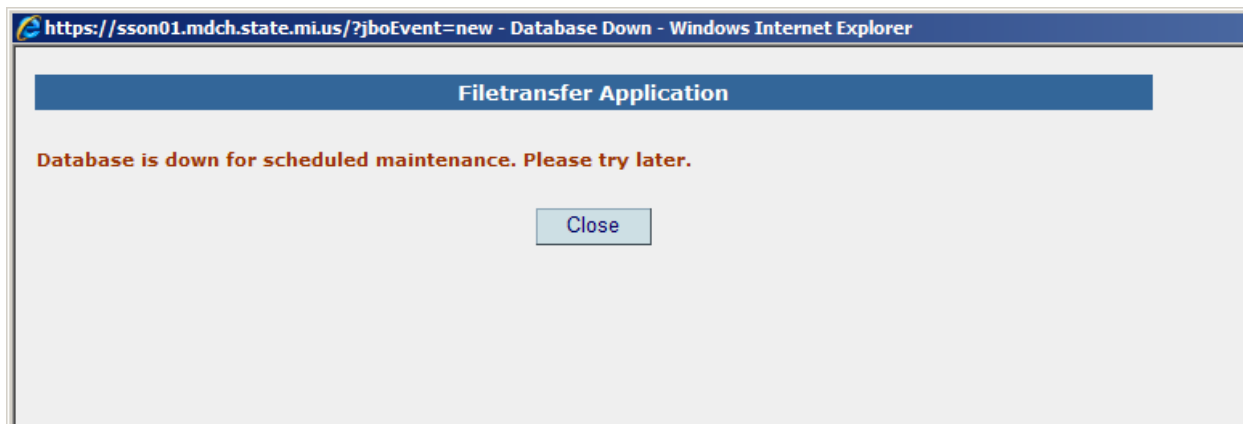 https://sson01.mdch.state.mi.us/?jboEvent=new - Database Down - Windows Internet Explorer
Filetransfer Application
Database is down for scheduled maintenance. Please try later.
Close